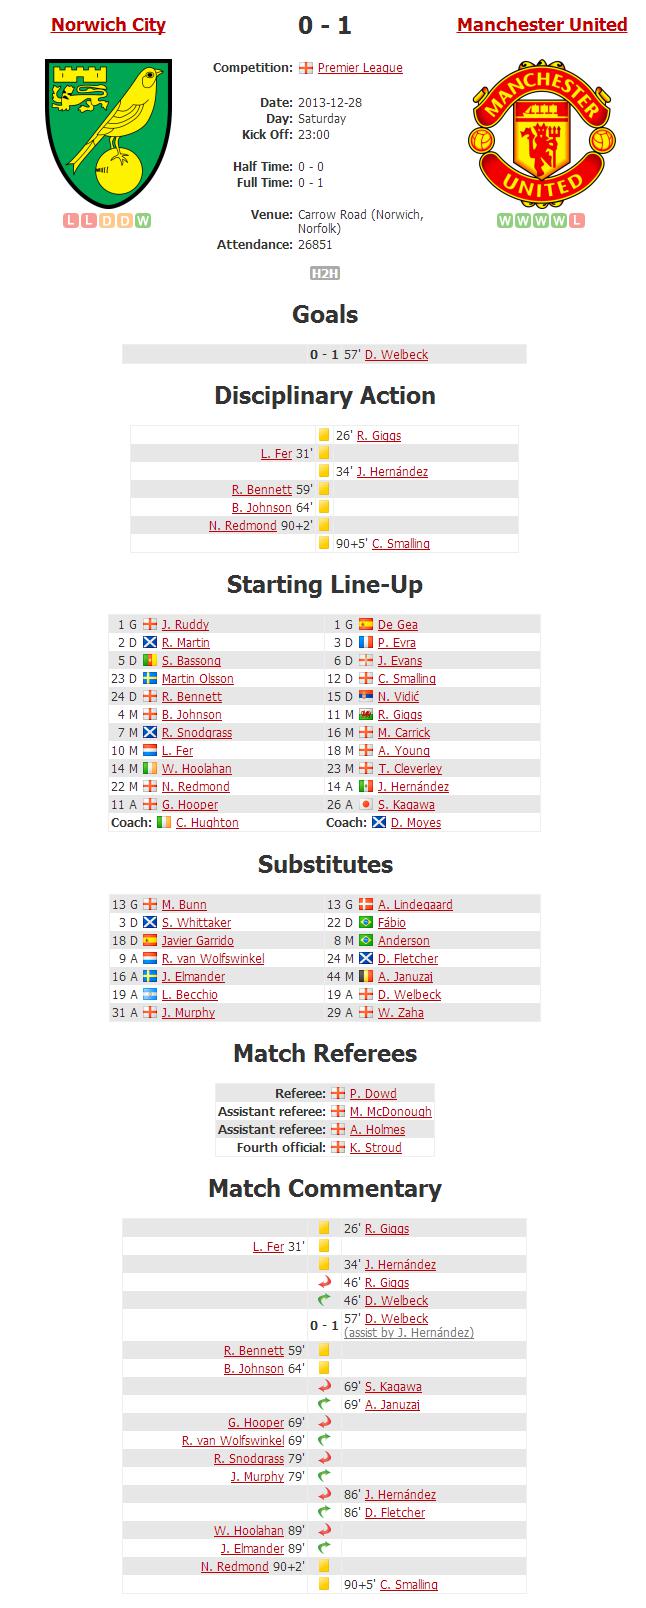 Norwich City
0 - 1
Manchester United
MANCHESTER
UNITED
L L D D W
W W W W L
Competition: Premier League
Date: 2013-12-28
Day: Saturday
Kick Off: 23:00
Half Time: 0 - 0
Full Time: 0 - 1
Venue: Carrow Road (Norwich,
Norfolk)
Attendance: 26851
H2H
Goals
0 - 1 57' D. Welbeck
Disciplinary Action
26' R. Giggs
L. Fer 31'
34' J. Hernández
R. Bennett 59'
B. Johnson 64'
N. Redmond 90+2'
90+5' C. Smalling
Starting Line-Up
1 G J. Ruddy 1 G De Gea
2 D R. Martin 3 D P. Evra
5 D S. Bassong 6 D J. Evans
23 D Martin Olsson 12 D C. Smalling
24 D R. Bennett 15 D N. Vidić
4 M B. Johnson 11 M R. Giggs
7 M R. Snodgrass 16 M M. Carrick
10 M L. Fer 18 M A. Young
14 M W. Hoolahan 23 M T. Cleverley
22 M N. Redmond 14 A J. Hernández
11 A G. Hooper 26 A S. Kagawa
Coach: C. Hughton Coach: D. Moyes
Substitutes
13 G M. Bunn 13 G A. Lindegaard
3 D S. Whittaker 22 D Fábio
18 D Javier Garrido 8 M Anderson
9 A R. van Wolfswinkel 24 M D. Fletcher
16 A J. Elmander 44 M A. Januzaj
19 A L. Becchio 19 A D. Welbeck
31 A J. Murphy 29 A W. Zaha
Match Referees
Referee: P. Dowd
Assistant referee: M. McDonough
Assistant referee: A. Holmes
Fourth official: K. Stroud
Match Commentary
26' R. Giggs
L. Fer 31'
34' J. Hernández
46' R. Giggs
46' D. Welbeck
0 - 1 57' D. Welbeck
(assist by J. Hernández)
R. Bennett 59'
B. Johnson 64'
69' S. Kagawa
69' A. Januzaj
G. Hooper 69'
R. van Wolfswinkel 69'
R. Snodgrass 79'
J. Murphy 79'
86' J. Hernández
86' D. Fletcher
W. Hoolahan 89'
J. Elmander 89'
N. Redmond 90+2'
90+5' C. Smalling